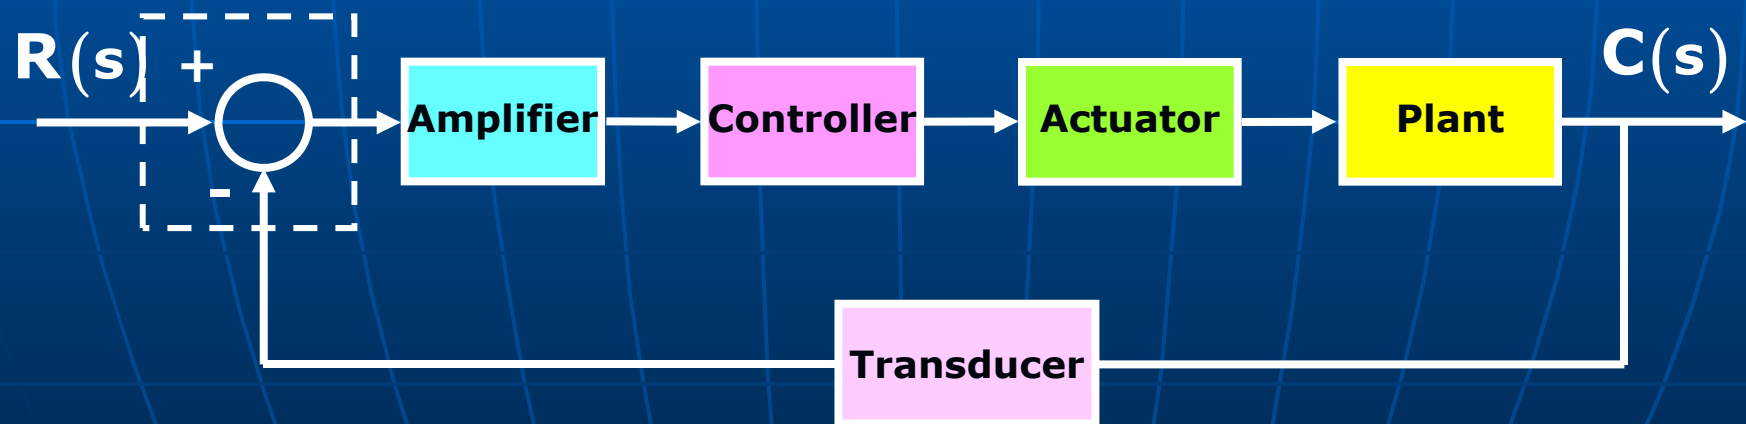 R(s) +
C(s)
Amplifier
Controller
Actuator
Plant
-
Transducer